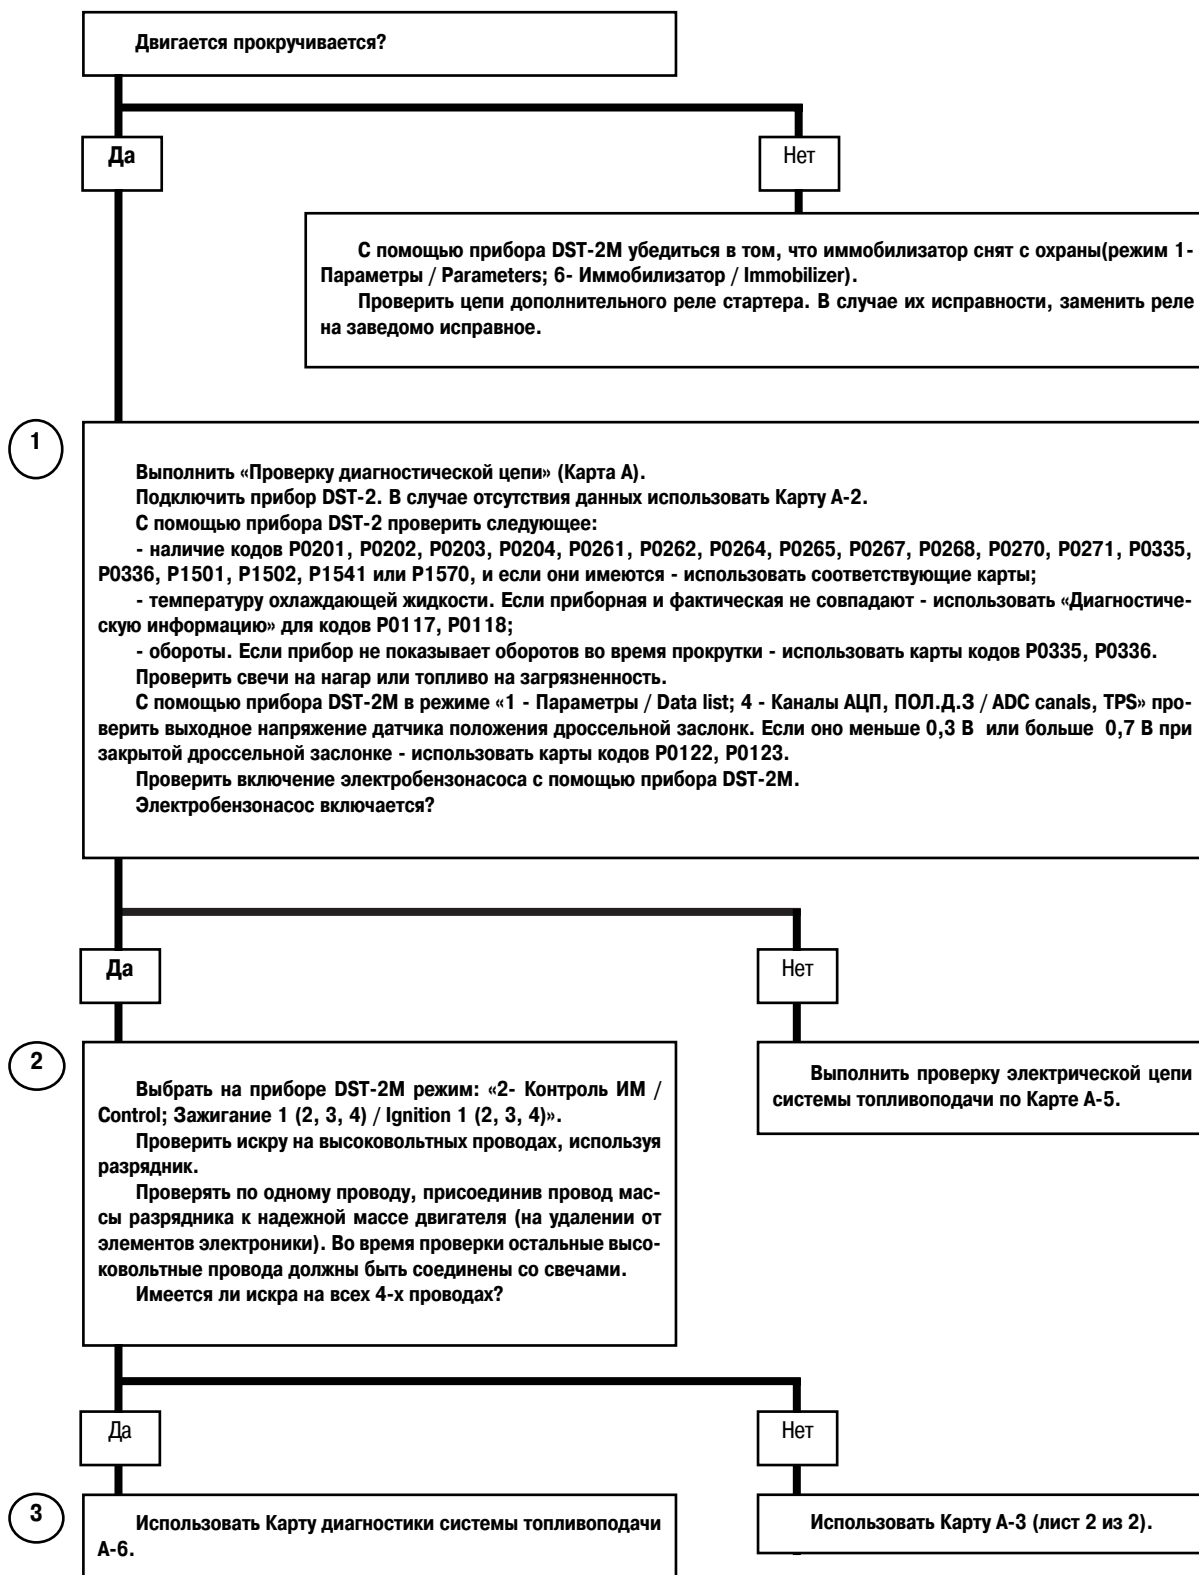 Двигается прокручивается?
Да
Нет
С помощью прибора DST-2M убедиться в том, что иммобилизатор снят с охраны(режим 1-
Параметры / Parameters; 6- Иммобилизатор / Immobilizer).
Проверить цепи дополнительного реле стартера. В случае их исправности, заменить реле
на заведомо исправное.
1
Выполнить «Проверку диагностической цепи» (Карта А).
Подключить прибор DST-2. В случае отсутствия данных использовать Карту А-2.
С помощью прибора DST-2 проверить следующее:
- наличие кодов P0201, P0202, P0203, P0204, P0261, P0262, P0264, P0265, P0267, P0268, P0270, P0271, P0335,
P0336, P1501, P1502, P1541 или P1570, и если они имеются - использовать соответствующие карты;
- температуру охлаждающей жидкости. Если приборная и фактическая не совпадают - использовать «Диагностиче-
скую информацию» для кодов P0117, P0118;
- обороты. Если прибор не показывает оборотов во время прокрутки - использовать карты кодов P0335, P0336.
Проверить свечи на нагар или топливо на загрязненность.
С помощью прибора DST-2M в режиме «1 - Параметры / Data list; 4 - Каналы АЦП, ПОЛ.Д.З / ADC canals, TPS» про-
верить выходное напряжение датчика положения дроссельной заслонк. Если оно меньше 0,3 В или больше 0,7 В при
закрытой дроссельной заслонке - использовать карты кодов P0122, P0123.
Проверить включение электробензонасоса с помощью прибора DST-2M.
Электробензонасос включается?
Да
Нет
2
Выбрать на приборе DST-2M режим: «2- Контроль ИМ /
Control; Зажигание 1 (2, 3, 4) / Ignition 1 (2, 3, 4)».
Проверить искру на высоковольтных проводах, используя
разрядник.
Проверять по одному проводу, присоединив провод мас-
сы разрядника к надежной массе двигателя (на удалении от
элементов электроники). Во время проверки остальные высо-
ковольтные провода должны быть соединены со свечами.
Имеется ли искра на всех 4-х проводах?
Выполнить проверку электрической цепи
системы топливоподачи по Карте А-5.
Да
Нет
3
Использовать Карту диагностики системы топливоподачи
А-6.
Использовать Карту А-3 (лист 2 из 2).